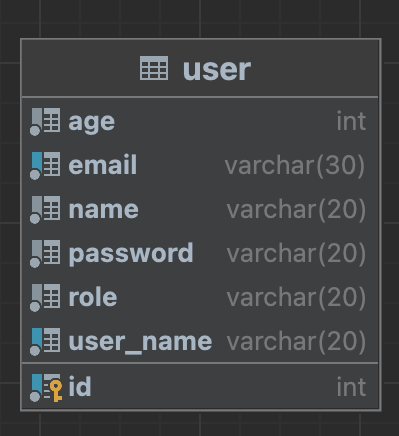 user
age int
email varchar(30)
name varchar(20)
password varchar(20)
role varchar(20)
user_name varchar(20)
id int